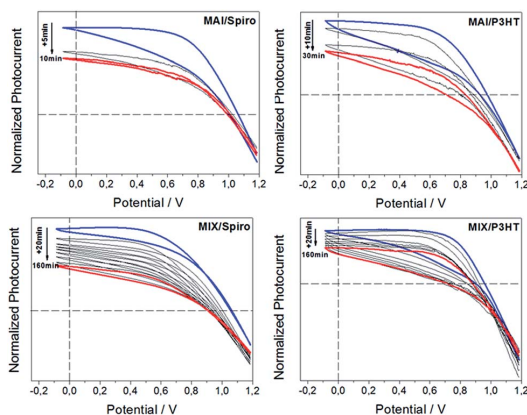 MAI/Spiro
Normalized Photocurrent
+5min
10min
-0,2 0,0 0,2 0,4 0,6 0,8 1,0 1,2
Potential / V
MAI/P3HT
Normalized Photocurrent
+10min
30min
-0,2 0,0 0,2 0,4 0,6 0,8 1,0 1,2
Potential / V
MIX/Spiro
Normalized Photocurrent
+20min
160min
-0,2 0,0 0,2 0,4 0,6 0,8 1,0 1,2
Potential / V
MIX/P3HT
Normalized Photocurrent
+20min
160min
-0,2 0,0 0,2 0,4 0,6 0,8 1,0 1,2
Potential / V